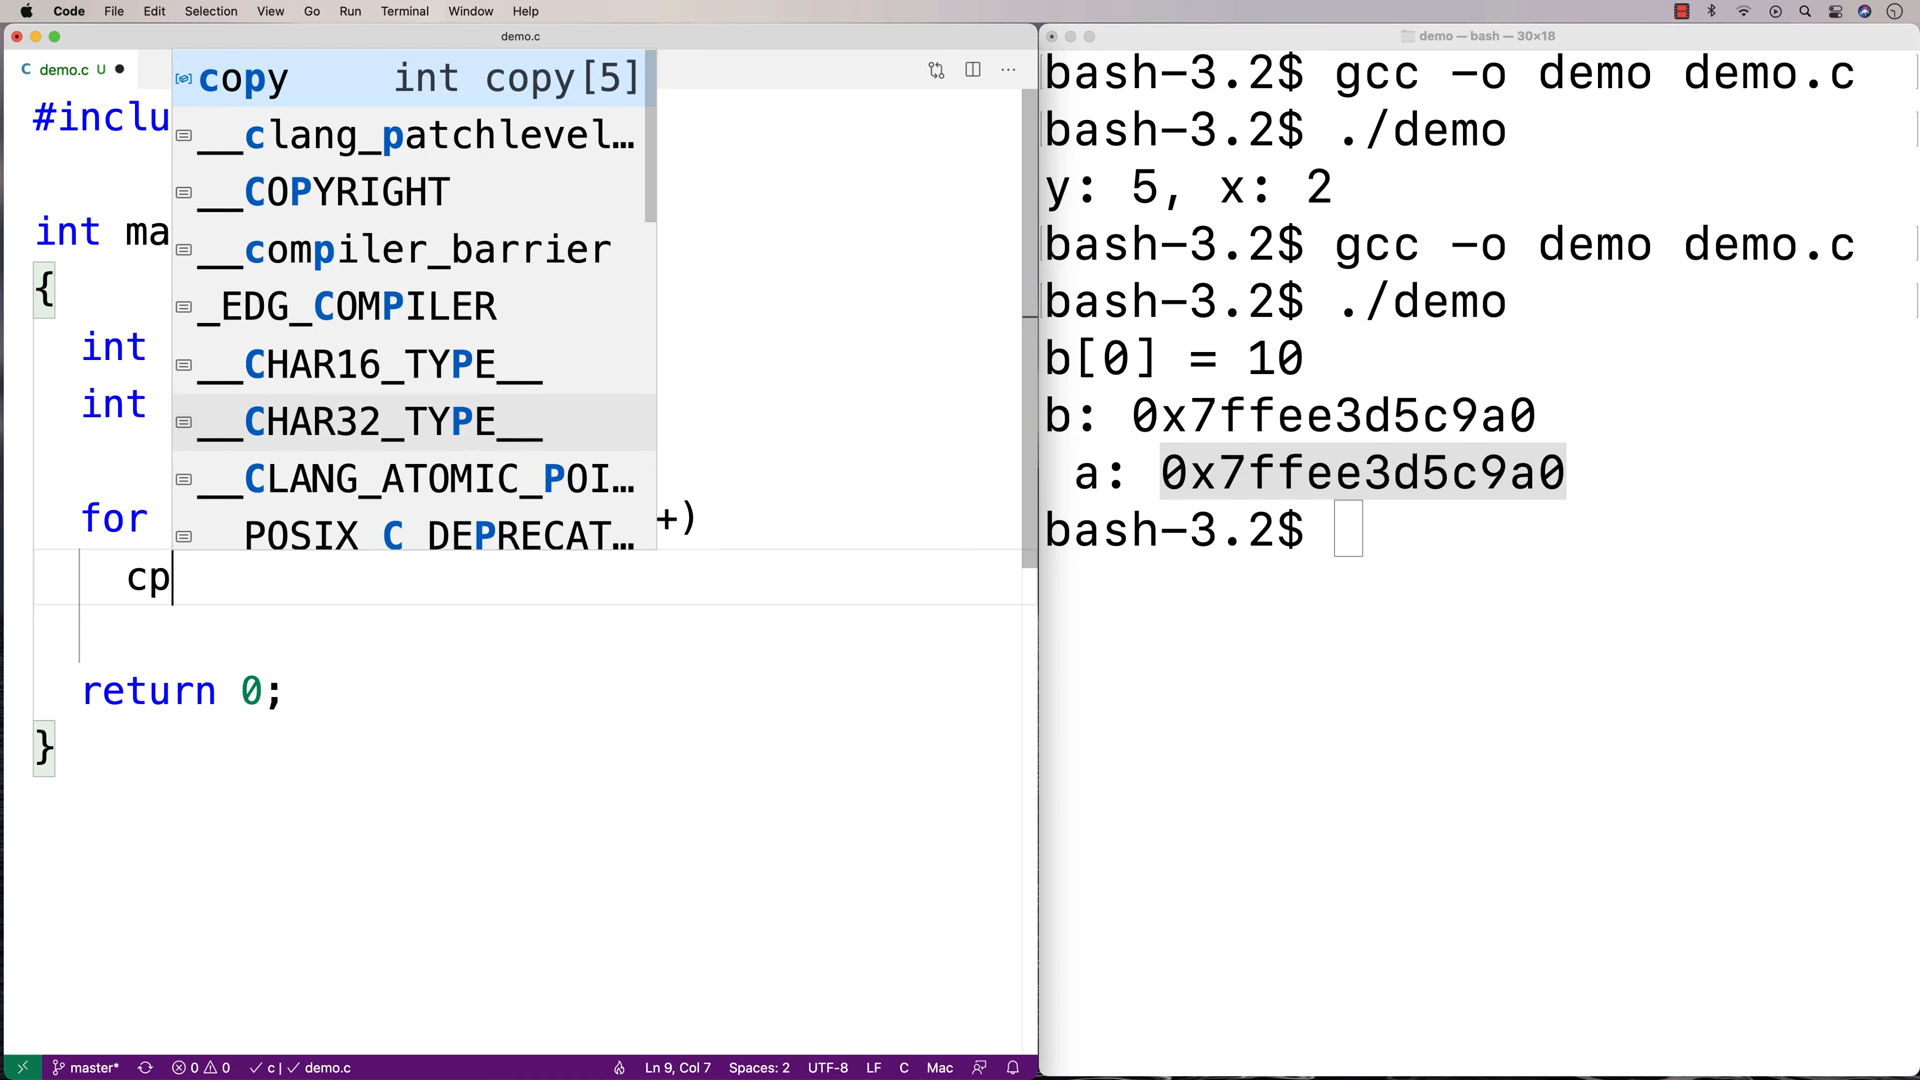 Code File Edit Selection View Go Run Terminal Window Help
demo.c
demo — bash — 30×18
C demo.c U
copy int copy[5]
__clang_patchlevel…
__COPYRIGHT
__compiler_barrier
_EDG_COMPILER
__CHAR16_TYPE__
__CHAR32_TYPE__
__CLANG_ATOMIC_POI…
__POSIX_C_DEPRECAT…
#inclu
int ma
{
int
int
for +)
cp
return 0;
}
bash-3.2$ gcc -o demo demo.c
bash-3.2$ ./demo
y: 5, x: 2
bash-3.2$ gcc -o demo demo.c
bash-3.2$ ./demo
b[0] = 10
b: 0x7ffee3d5c9a0
a: 0x7ffee3d5c9a0
bash-3.2$
master* 0 0 c | demo.c Ln 9, Col 7 Spaces: 2 UTF-8 LF C Mac